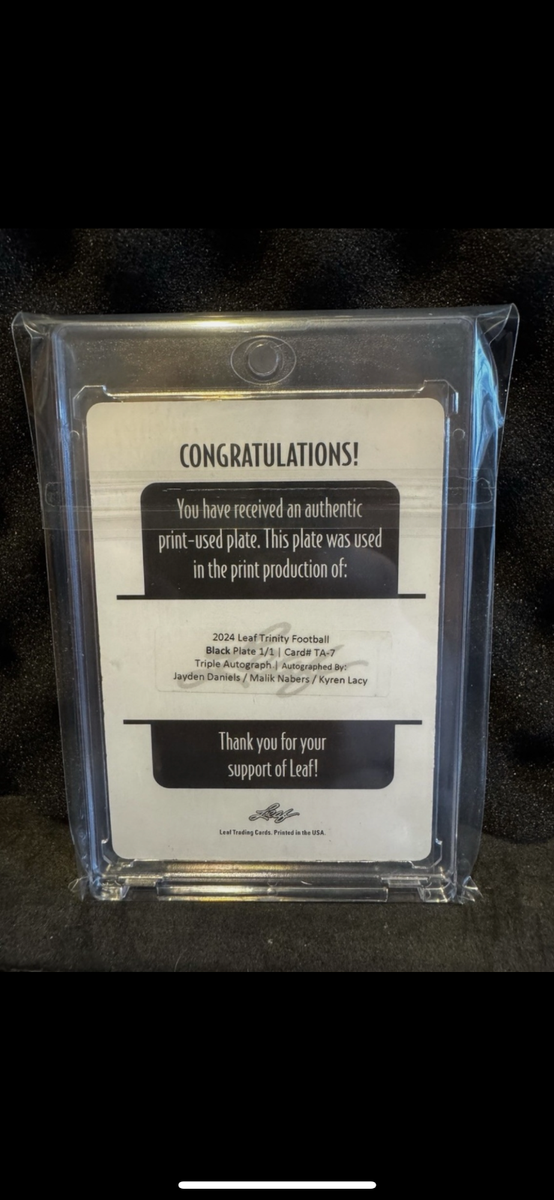 CONGRATULATIONS!
You have received an authentic
print-used plate. This plate was used
in the print production of:
2024 Leaf Trinity Football
Black Plate 1/1 | Card# TA-7
Triple Autograph | Autographed By:
Jayden Daniels / Malik Nabers / Kyren Lacy
Thank you for your
support of Leaf!
Leaf
Leaf Trading Cards. Printed in the USA.